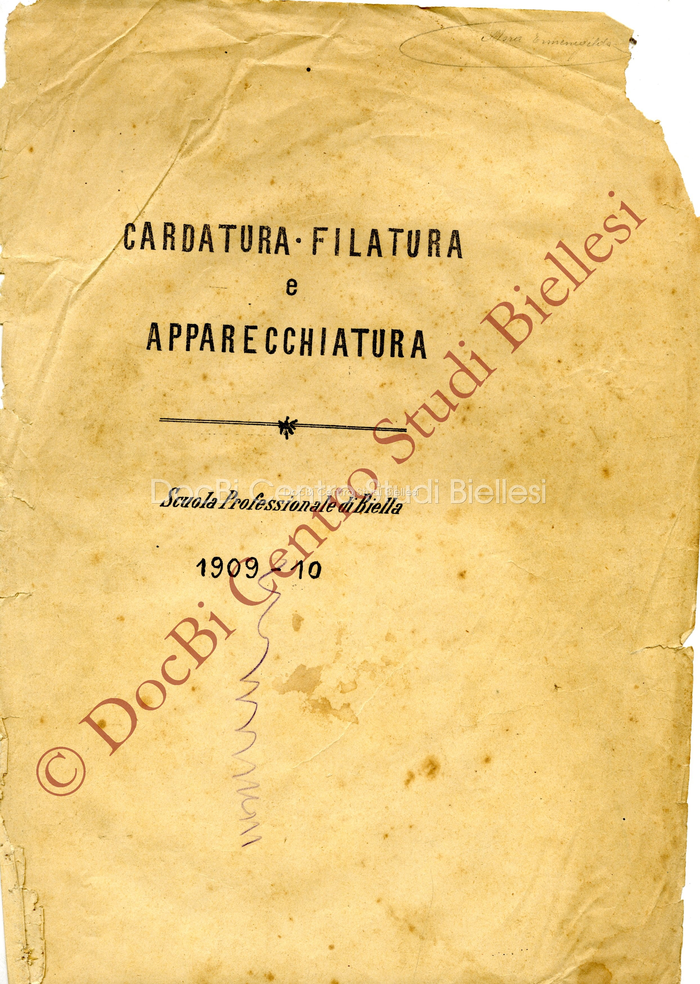 CARDATURA · FILATURA
e
APPARECCHIATURA
Scuola Professionale di Biella
1909-10
© DocBi Centro Studi Biellesi
DocBi Centro Studi Biellesi